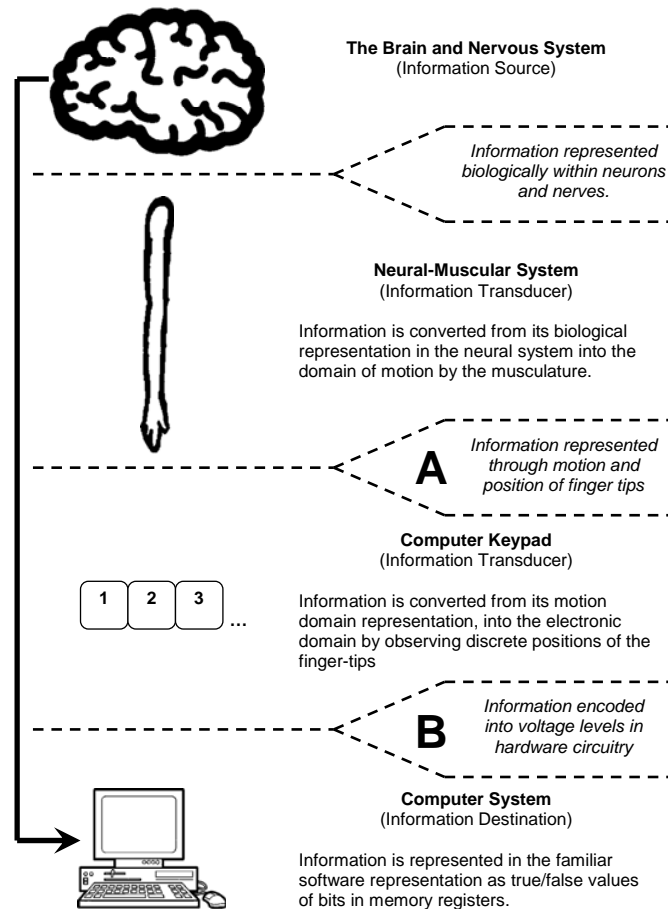 The Brain and Nervous System
(Information Source)
Information represented
biologically within neurons
and nerves.
Neural-Muscular System
(Information Transducer)
Information is converted from its biological
representation in the neural system into the
domain of motion by the musculature.
A
Information represented
through motion and
position of finger tips
Computer Keypad
(Information Transducer)
1 2 3 ...
Information is converted from its motion
domain representation, into the electronic
domain by observing discrete positions of the
finger-tips
B
Information encoded
into voltage levels in
hardware circuitry
Computer System
(Information Destination)
Information is represented in the familiar
software representation as true/false values
of bits in memory registers.